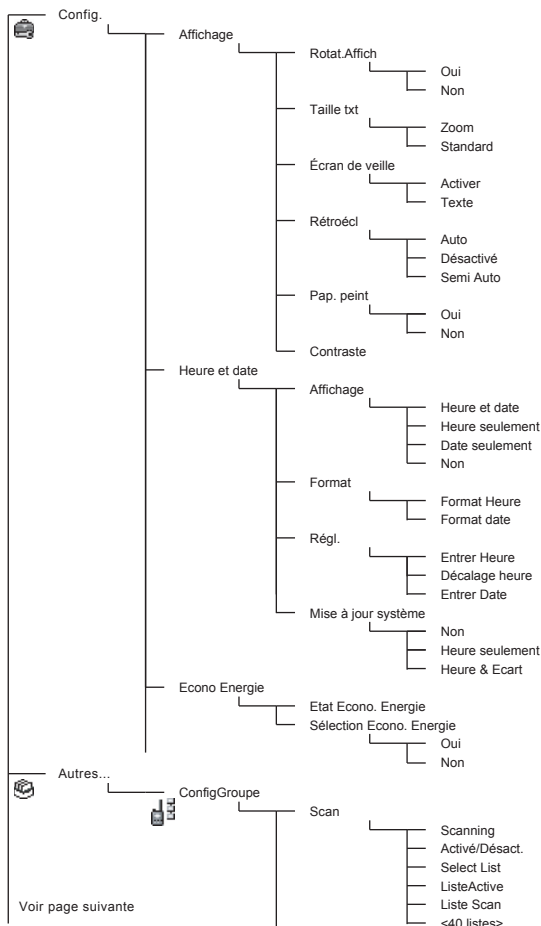 Config.
Affichage
Rotat.Affich
Oui
Non
Taille txt
Zoom
Standard
Écran de veille
Activer
Texte
Rétroécl
Auto
Désactivé
Semi Auto
Pap. peint
Oui
Non
Contraste
Heure et date
Affichage
Heure et date
Heure seulement
Date seulement
Non
Format
Format Heure
Format date
Régl.
Entrer Heure
Décalage heure
Entrer Date
Mise à jour système
Non
Heure seulement
Heure & Ecart
Econo Energie
Etat Econo. Energie
Sélection Econo. Energie
Oui
Non
Autres...
ConfigGroupe
Scan
Scanning
Activé/Désact.
Select List
ListeActive
Liste Scan
<40 listes>
Voir page suivante